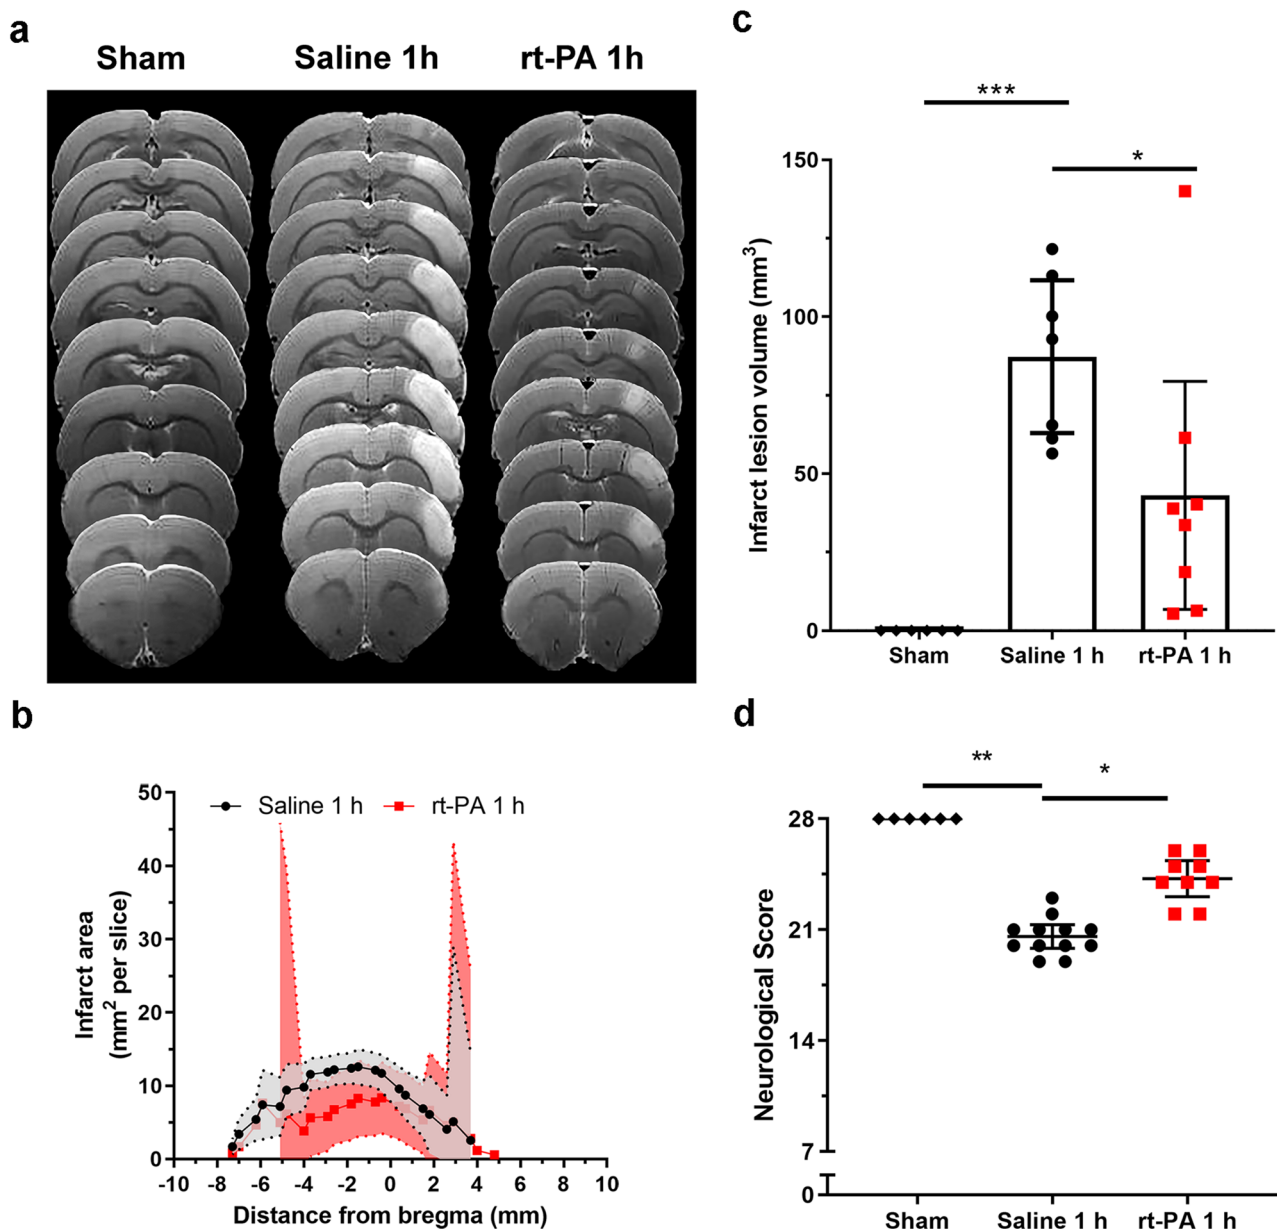 a
Sham Saline 1h rt-PA 1h
b
Saline 1 h rt-PA 1 h
50
40
30
20
10
0
Infarct area
(mm² per slice)
-10 -8 -6 -4 -2 0 2 4 6 8 10
Distance from bregma (mm)
c
***
*
150
100
50
0
Infarct lesion volume (mm³)
Sham Saline 1 h rt-PA 1 h
d
**
*
28
21
14
7
0
Neurological Score
Sham Saline 1 h rt-PA 1 h